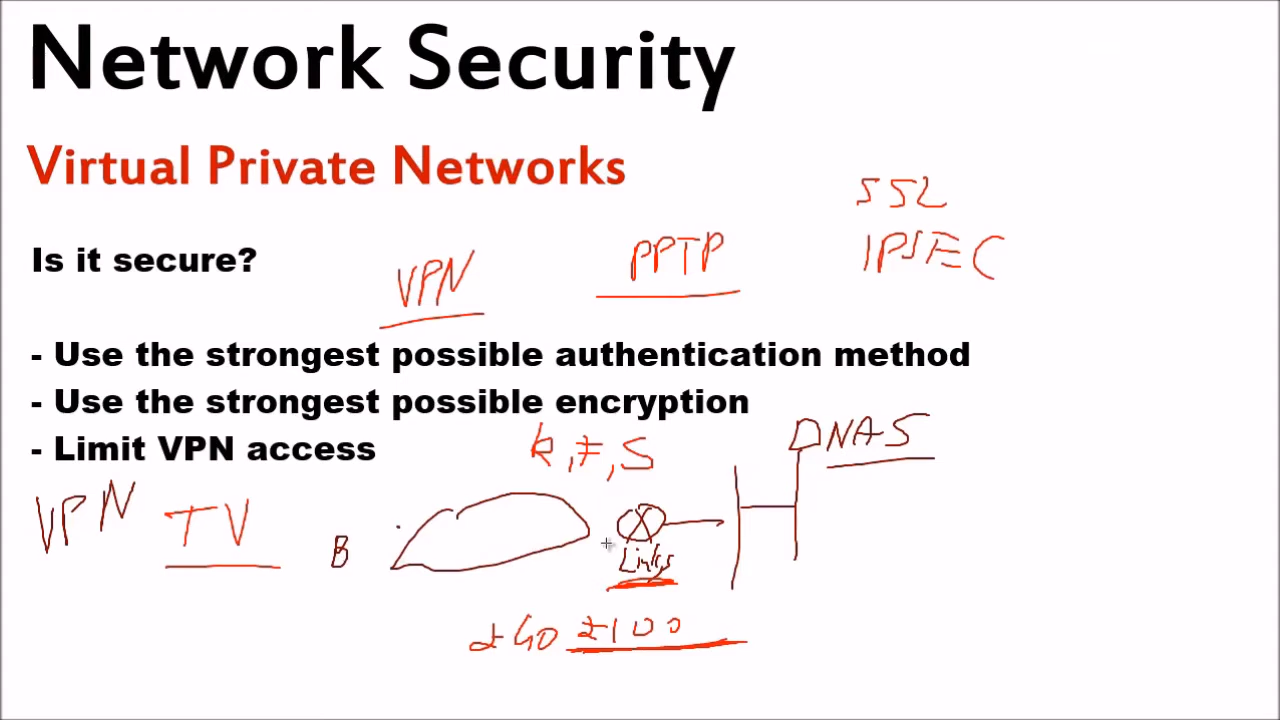 Network Security
Virtual Private Networks
SSL
Is it secure?
VPN
PPTP
IPSEC
- Use the strongest possible authentication method
- Use the strongest possible encryption
- Limit VPN access
NAS
VPN
TV
B
£40 £100